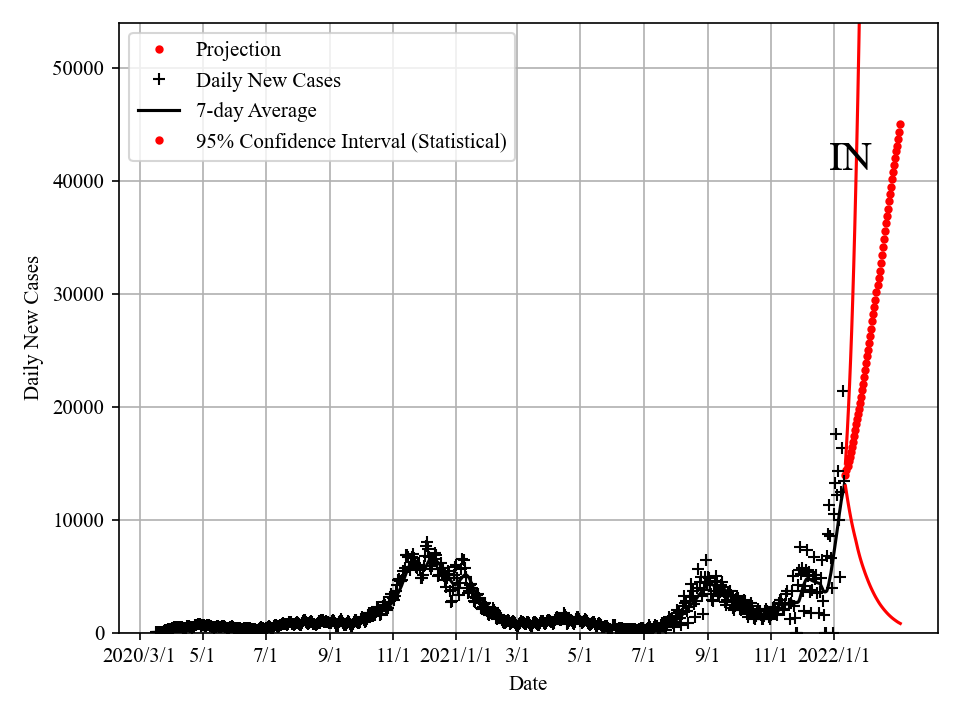 Projection
Daily New Cases
7-day Average
95% Confidence Interval (Statistical)
IN
50000
40000
30000
20000
10000
0
Daily New Cases
2020/3/1 5/1 7/1 9/1 11/1 2021/1/1 3/1 5/1 7/1 9/1 11/1 2022/1/1
Date